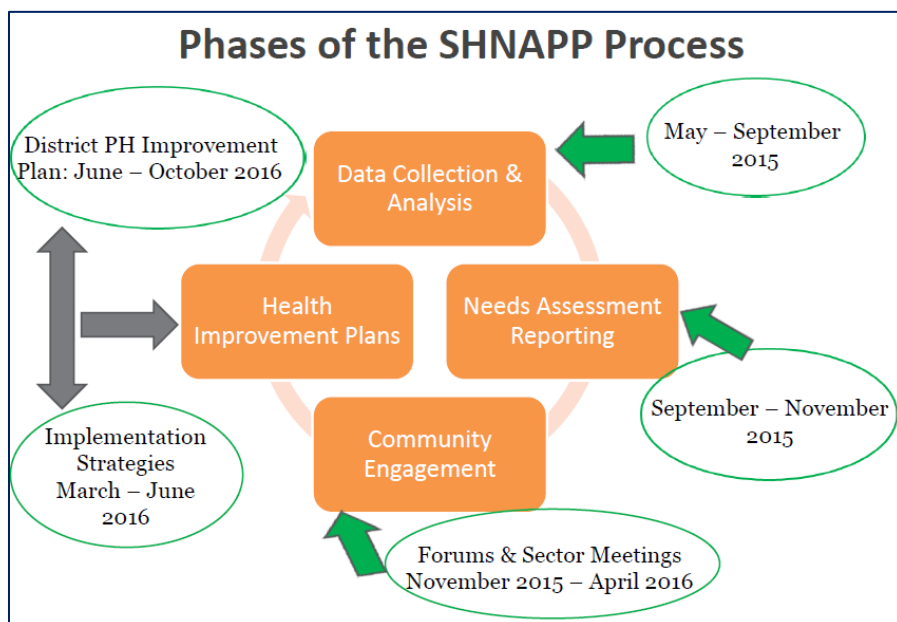 Phases of the SHNAPP Process
District PH Improvement
Plan: June – October 2016
Data Collection &
Analysis
May – September
2015
Health
Improvement Plans
Needs Assessment
Reporting
September – November
2015
Implementation
Strategies
March – June
2016
Community
Engagement
Forums & Sector Meetings
November 2015 – April 2016